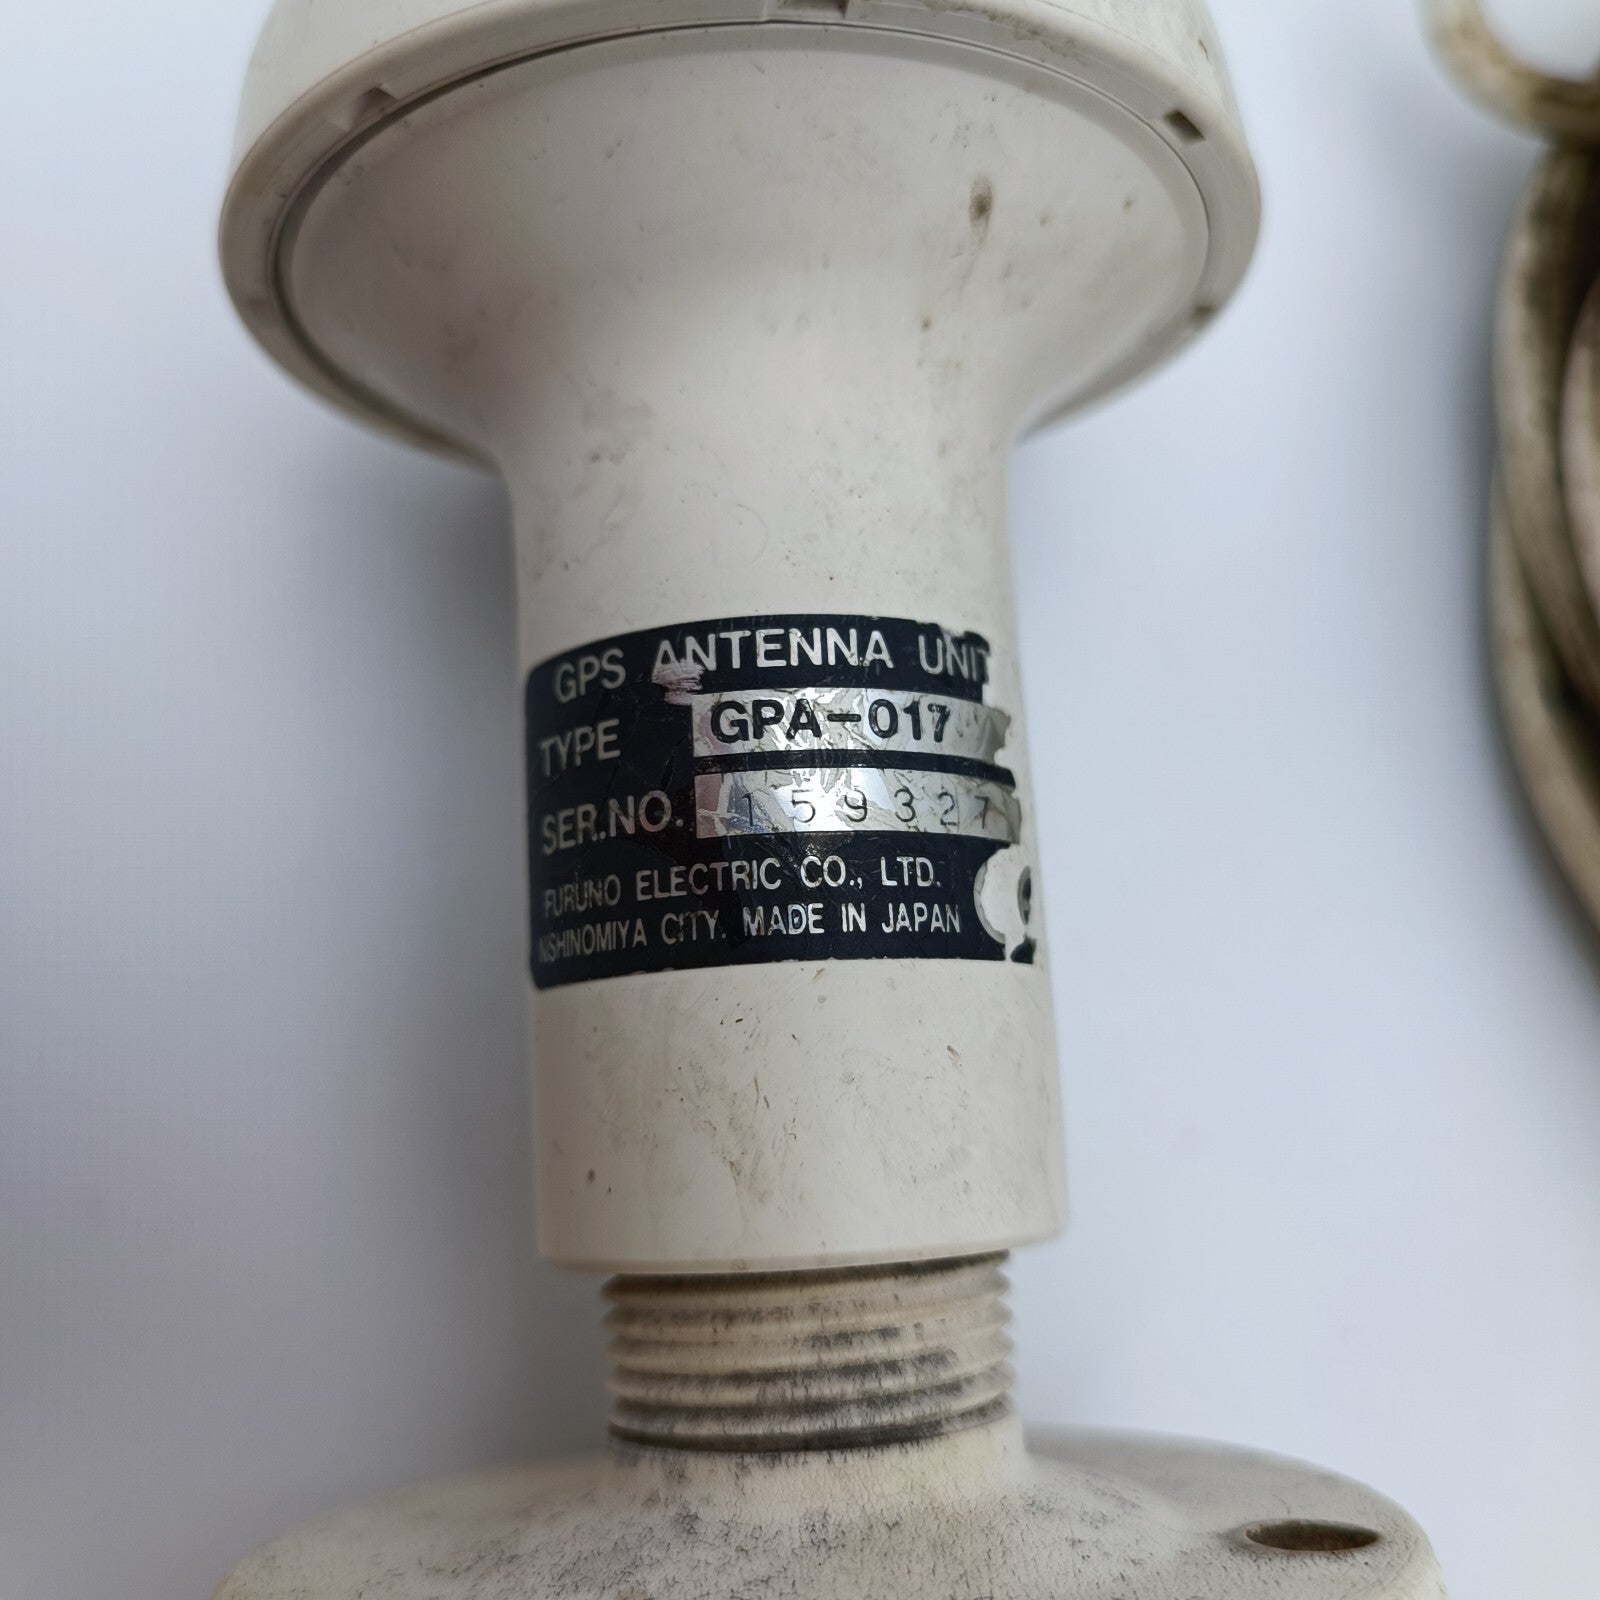 GPS ANTENNA UNIT
TYPE GPA-017
SER.NO. 159327
FURUNO ELECTRIC CO., LTD.
NISHINOMIYA CITY. MADE IN JAPAN